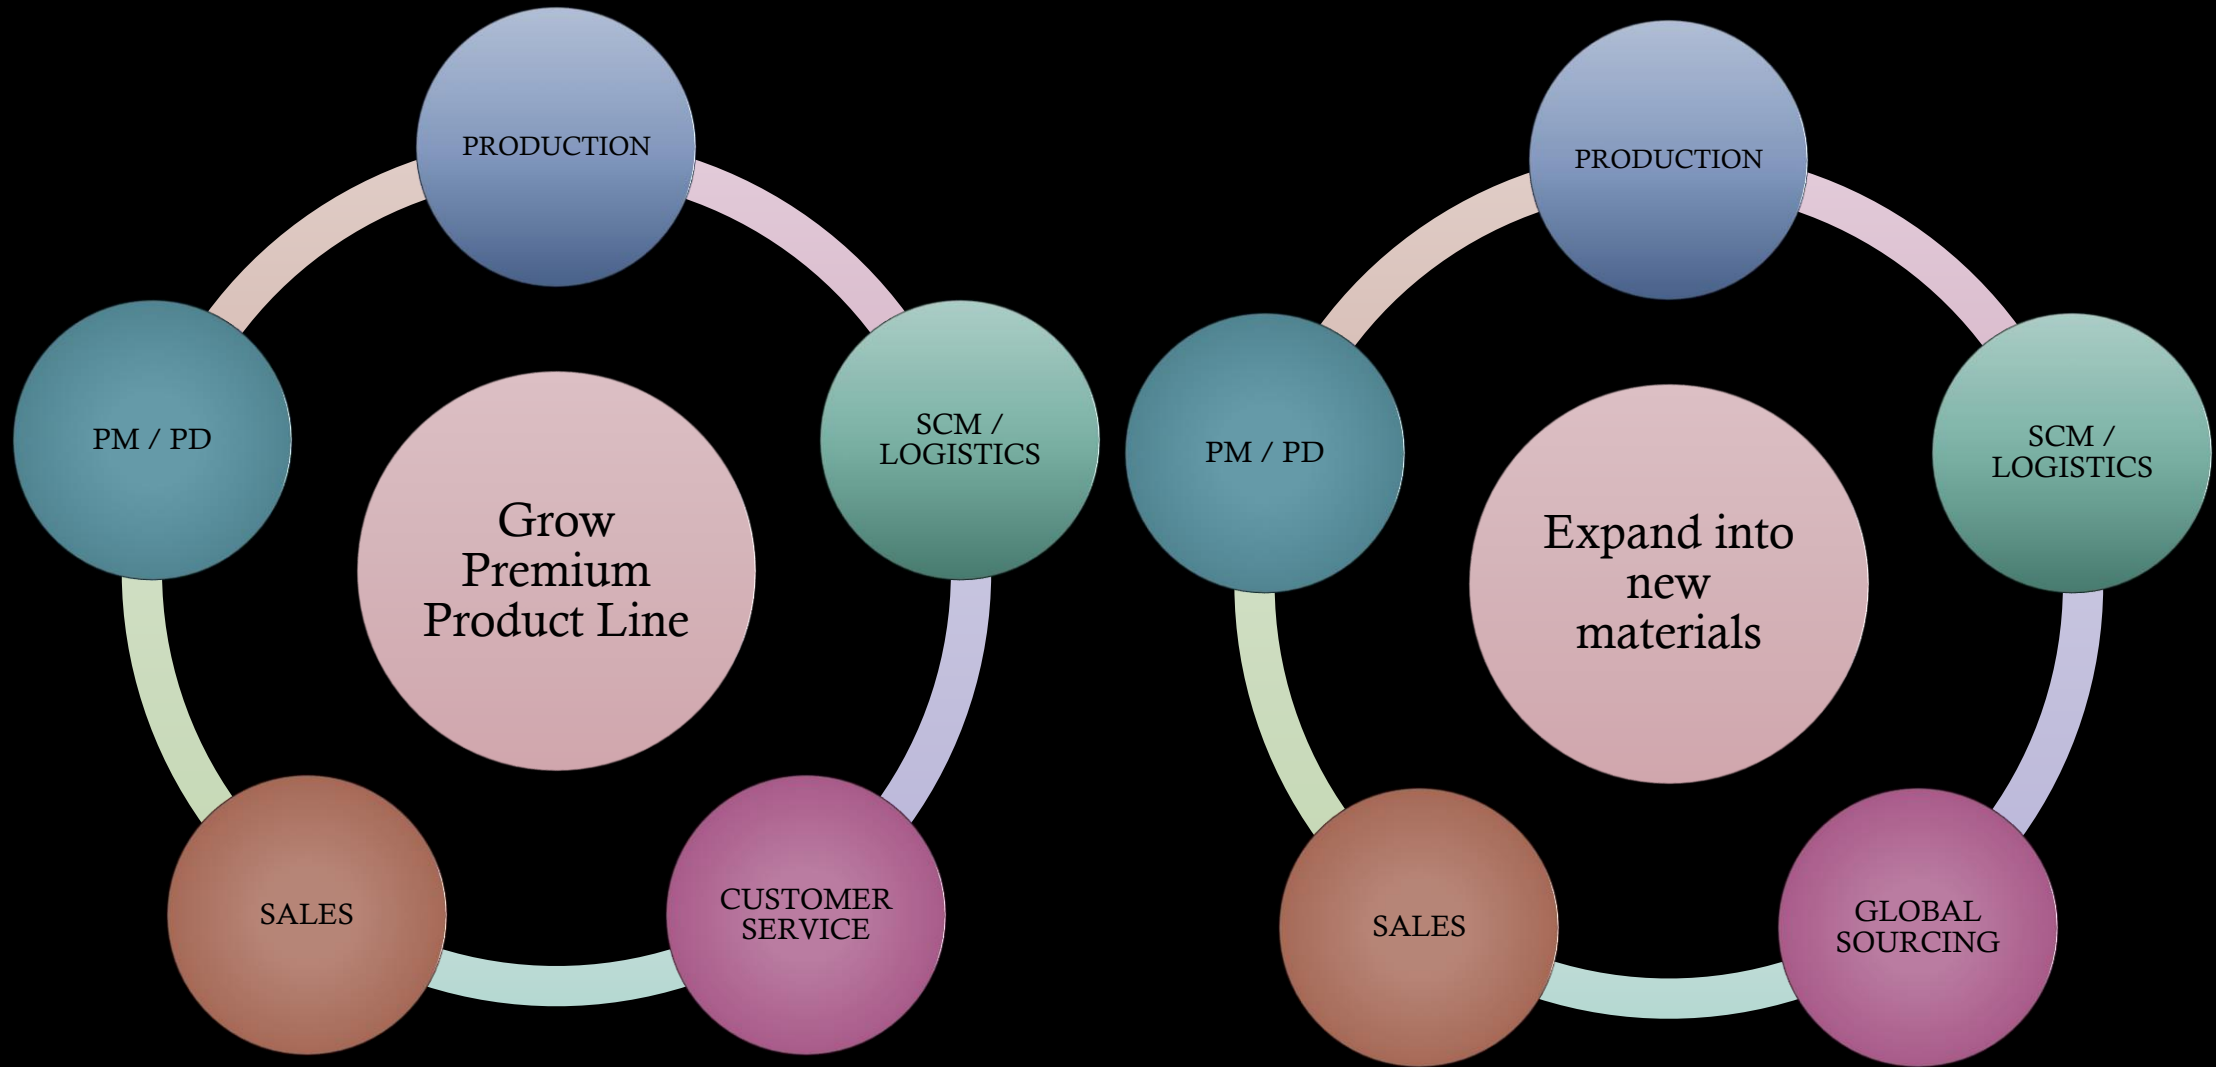 PRODUCTION
SCM /
LOGISTICS
CUSTOMER
SERVICE
SALES
PM / PD
Grow
Premium
Product Line
PRODUCTION
SCM /
LOGISTICS
GLOBAL
SOURCING
SALES
PM / PD
Expand into
new
materials